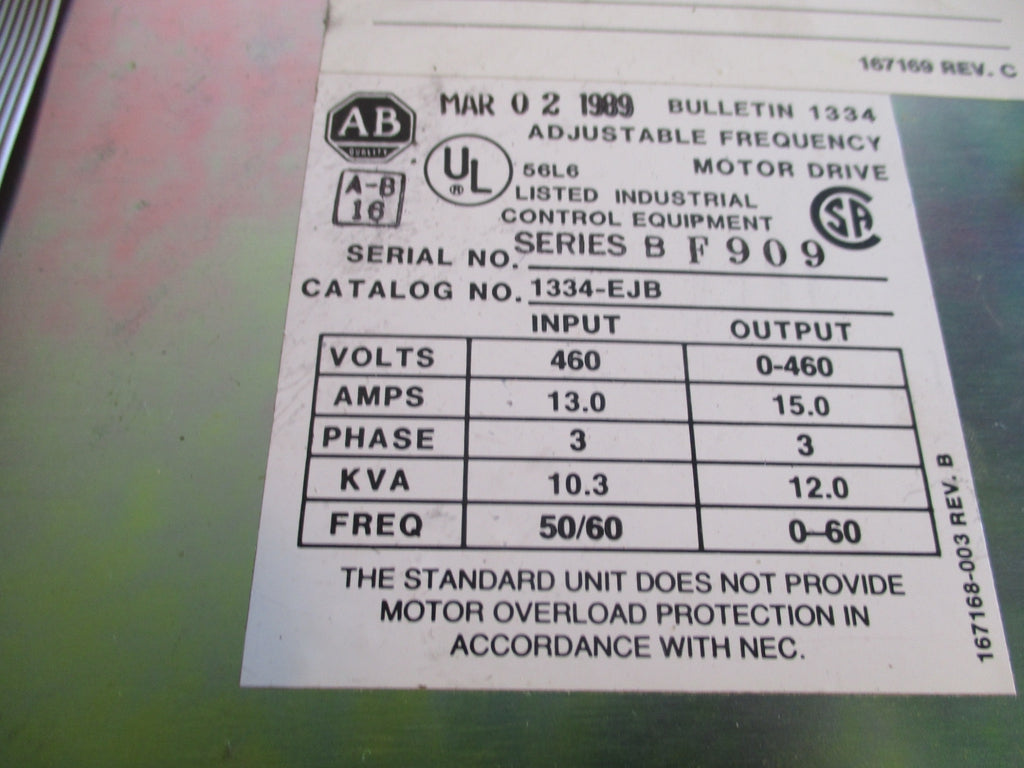 167169 REV. C
AB
QUALITY
MAR 02 1989 BULLETIN 1334
ADJUSTABLE FREQUENCY
MOTOR DRIVE
A-B
16
UL
®
56L6
LISTED INDUSTRIAL
CONTROL EQUIPMENT
SA
SERIAL NO. SERIES B F909
CATALOG NO. 1334-EJB
INPUT OUTPUT
VOLTS 460 0-460
AMPS 13.0 15.0
PHASE 3 3
KVA 10.3 12.0
FREQ 50/60 0–60
THE STANDARD UNIT DOES NOT PROVIDE
MOTOR OVERLOAD PROTECTION IN
ACCORDANCE WITH NEC.
167168-003 REV. B